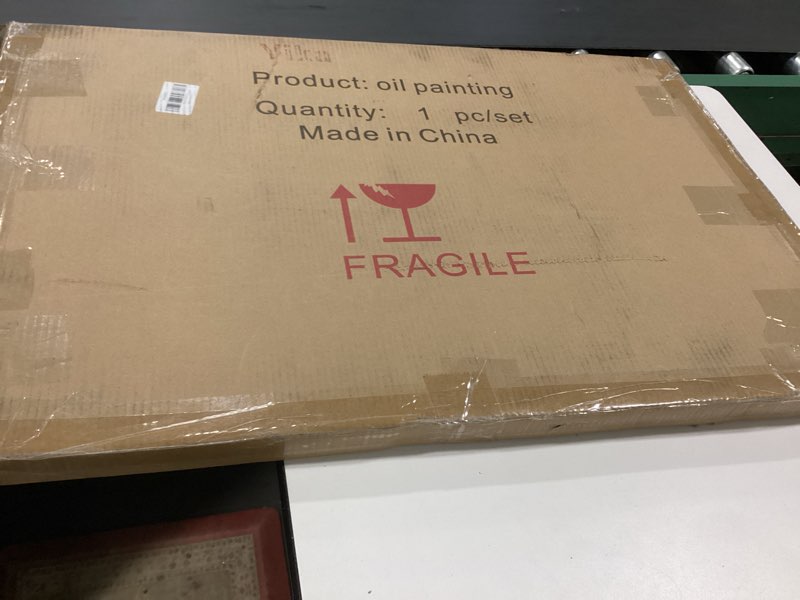 Product: oil painting
Quantity: 1 pc/set
Made in China
FRAGILE